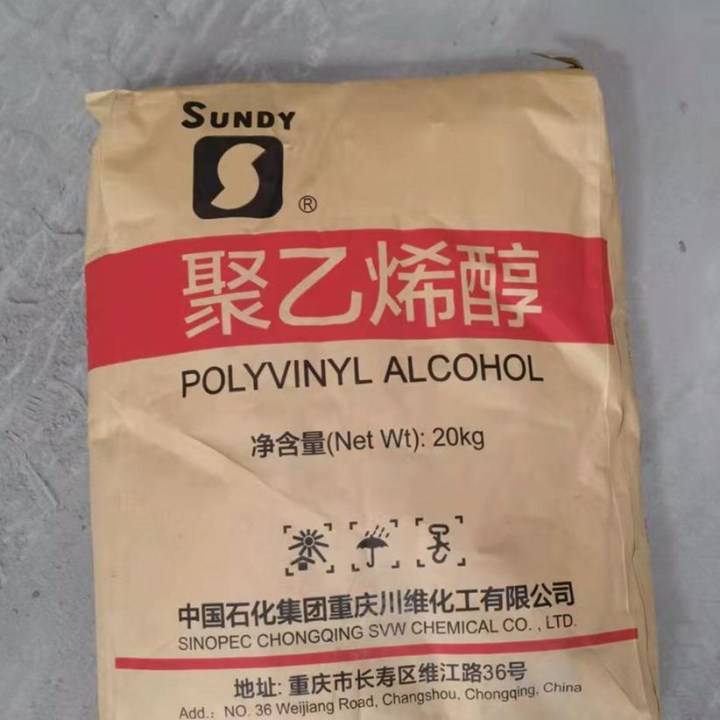 SUNDY
®
聚乙烯醇
POLYVINYL ALCOHOL
净含量(Net Wt): 20kg
中国石化集团重庆川维化工有限公司
SINOPEC CHONGQING SVW CHEMICAL CO. , LTD.
地址: 重庆市长寿区维江路36号
Add.: NO. 36 Weijiang Road, Changshou, Chongqing, China